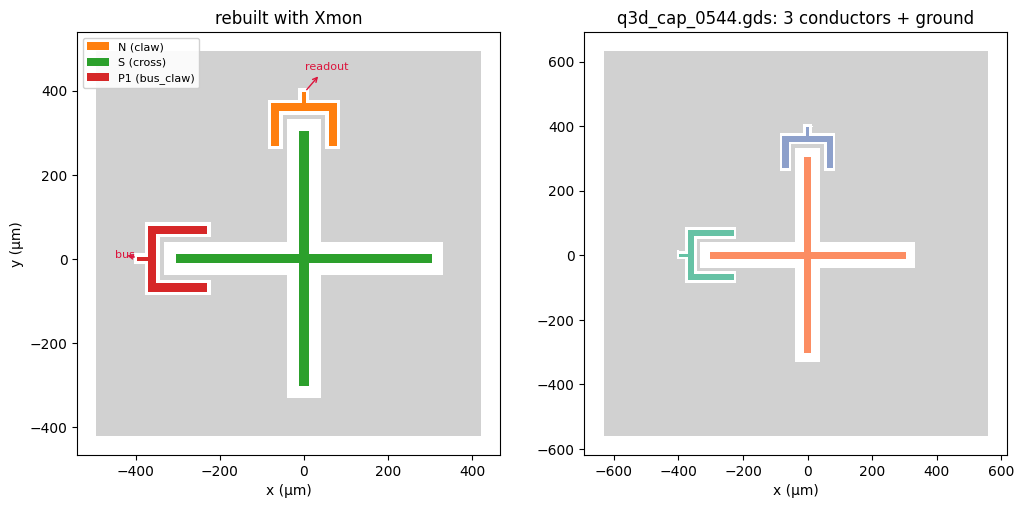 rebuilt with Xmon
N (claw)
S (cross)
P1 (bus_claw)
readout
bus
400
200
0
−200
−400
y (μm)
−400
−200
0
200
400
x (μm)
q3d_cap_0544.gds: 3 conductors + ground
600
400
200
0
−200
−400
−600
−600
−400
−200
0
200
400
600
x (μm)